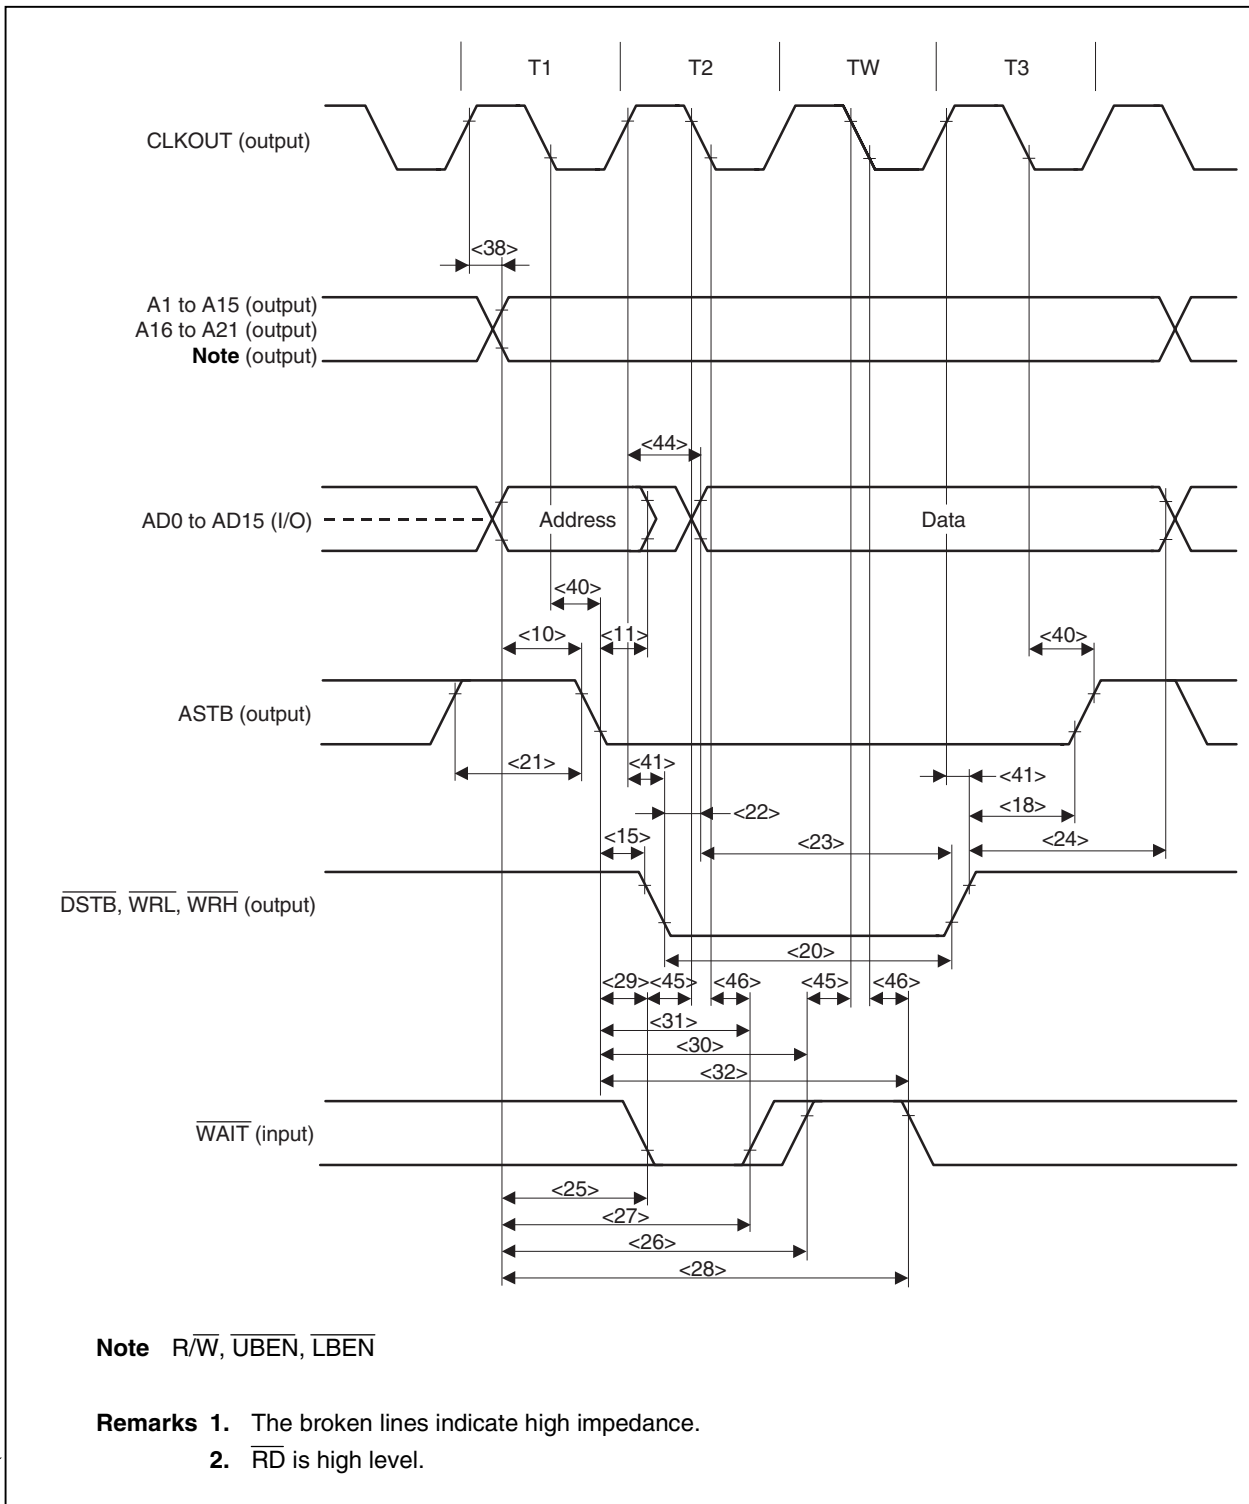 T1 T2 TW T3
CLKOUT (output)
<38>
A1 to A15 (output)
A16 to A21 (output)
Note (output)
<44>
AD0 to AD15 (I/O) Address Data
<40>
<10> <11> <40>
ASTB (output)
<21> <41> <41>
<22> <18>
<15> <23> <24>
DSTB, WRL, WRH (output)
<20>
<29> <45> <46> <45> <46>
<31>
<30>
<32>
WAIT (input)
<25>
<27>
<26>
<28>
Note R/W, UBEN, LBEN
Remarks 1. The broken lines indicate high impedance.
2. RD is high level.